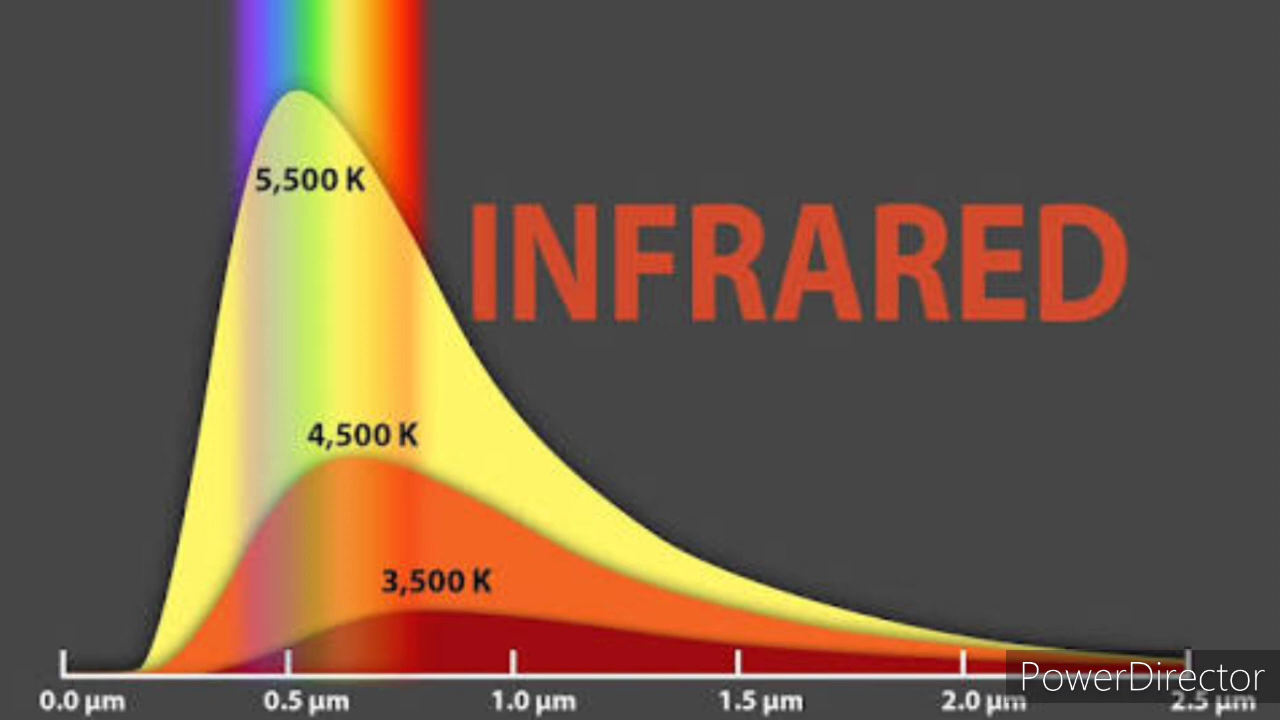 5,500 K
INFRARED
4,500 K
3,500 K
PowerDirector
0.0 µm 0.5 µm 1.0 µm 1.5 µm 2.0 µm 2.5 µm